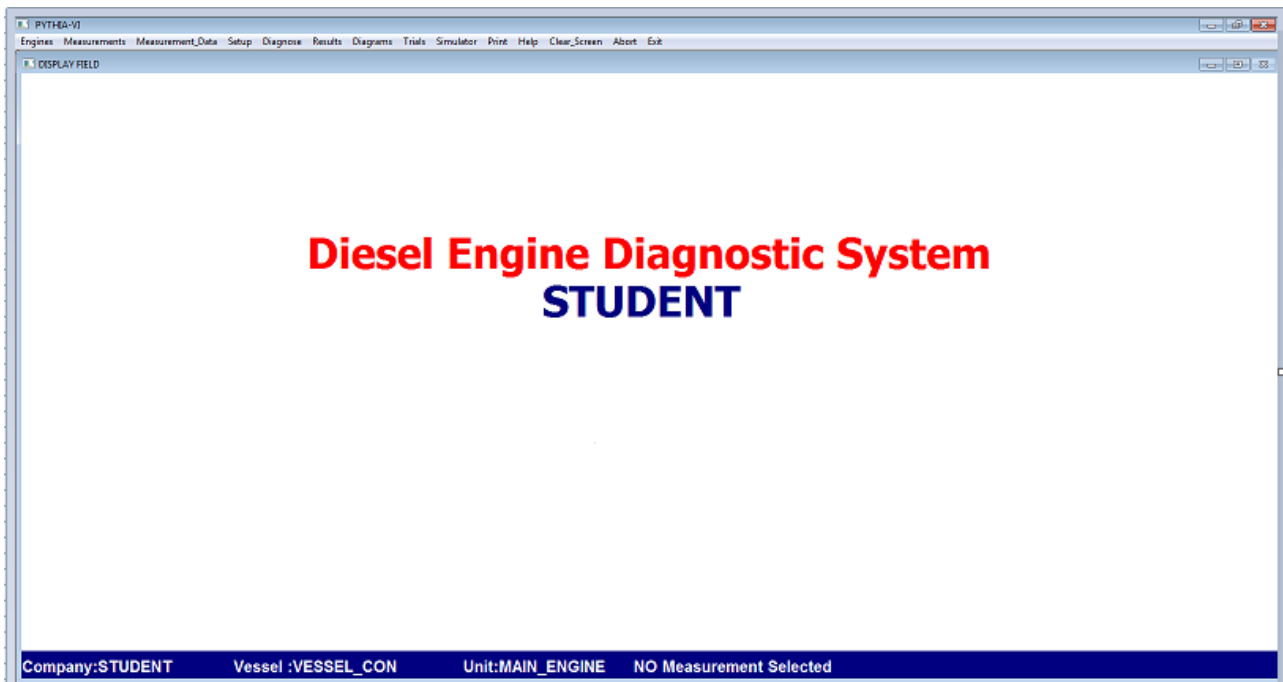 PYTHIA-VI
Engines Measurements Measurement_Data Setup Diagnose Results Diagrams Trials Simulator Print Help Clear_Screen Abort Exit
DISPLAY FIELD
Diesel Engine Diagnostic System
STUDENT
Company:STUDENT Vessel :VESSEL_CON Unit:MAIN_ENGINE NO Measurement Selected